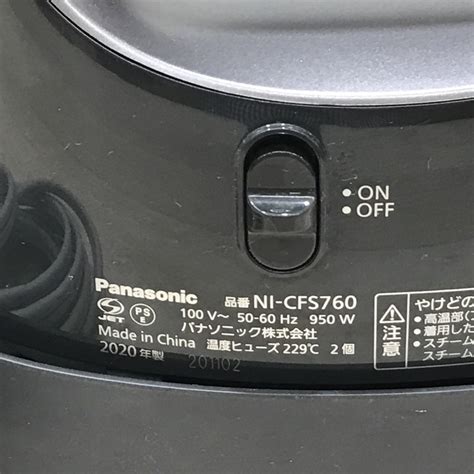 • ON
• OFF
Panasonic 品番 NI-CFS760
JET PS E 100 V~ 50-60 Hz 950 W
パナソニック株式会社
Made in China 温度ヒューズ 229℃ 2 個
2020 年製 201102
注意
やけどの
• 高温部(
• 着用した
• スチーム
スチーム